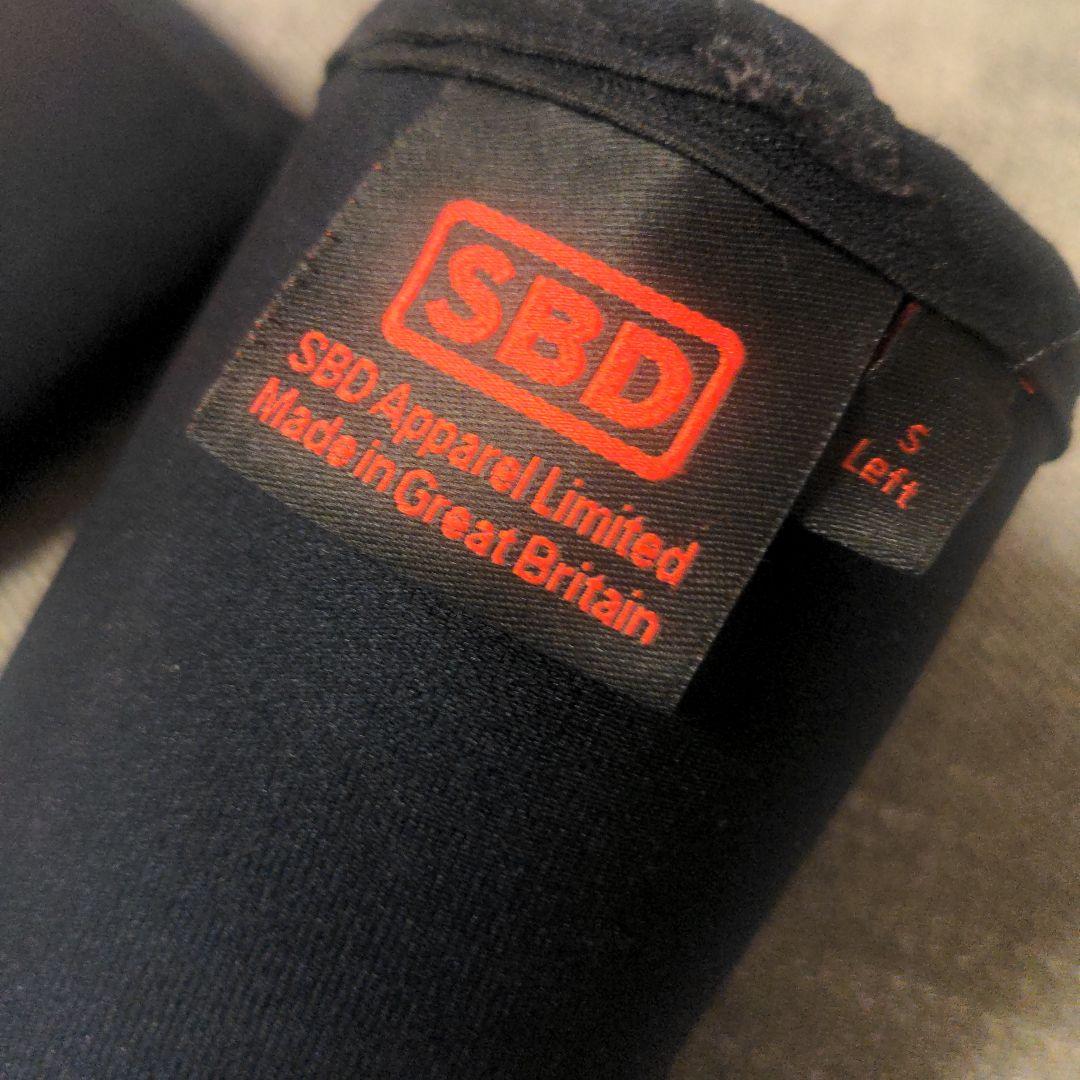 SBD
SBD Apparel Limited
Made in Great Britain
S
Left